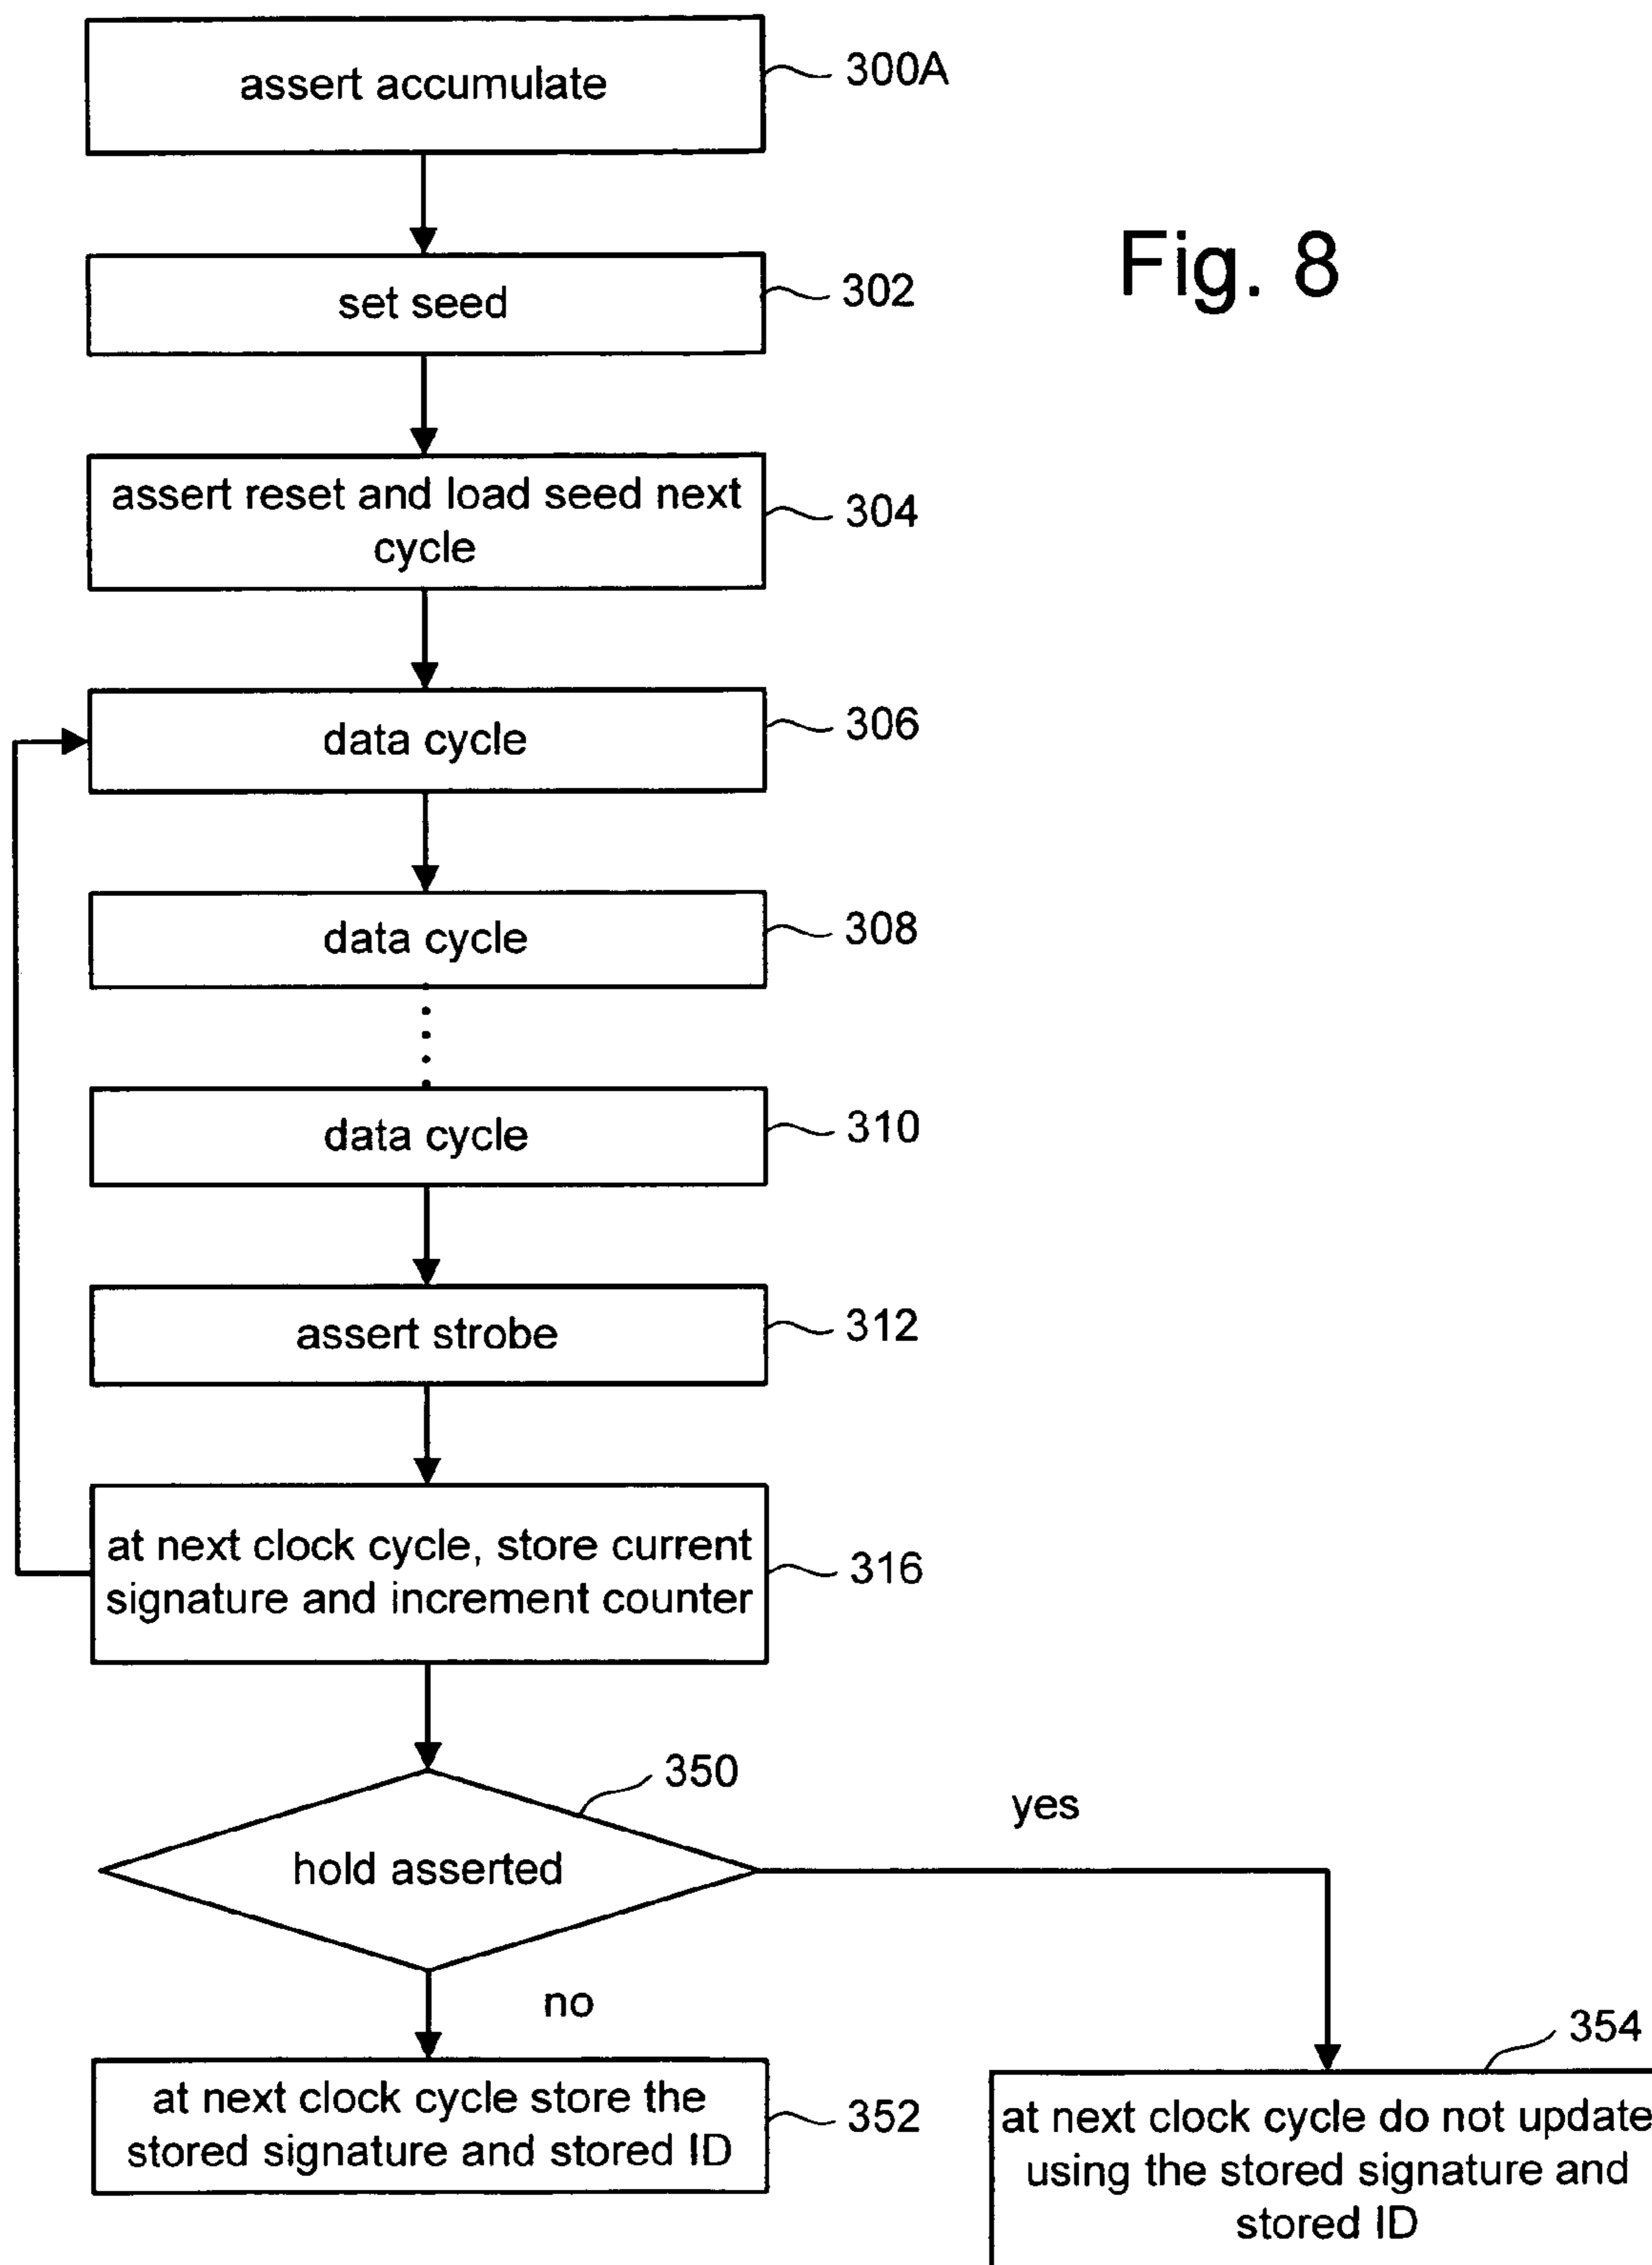 assert accumulate
300A
Fig. 8
set seed
302
assert reset and load seed next
cycle
304
data cycle
306
data cycle
308
data cycle
310
assert strobe
312
at next clock cycle, store current
signature and increment counter
316
350
hold asserted
yes
no
at next clock cycle store the
stored signature and stored ID
352
354
at next clock cycle do not update
using the stored signature and
stored ID